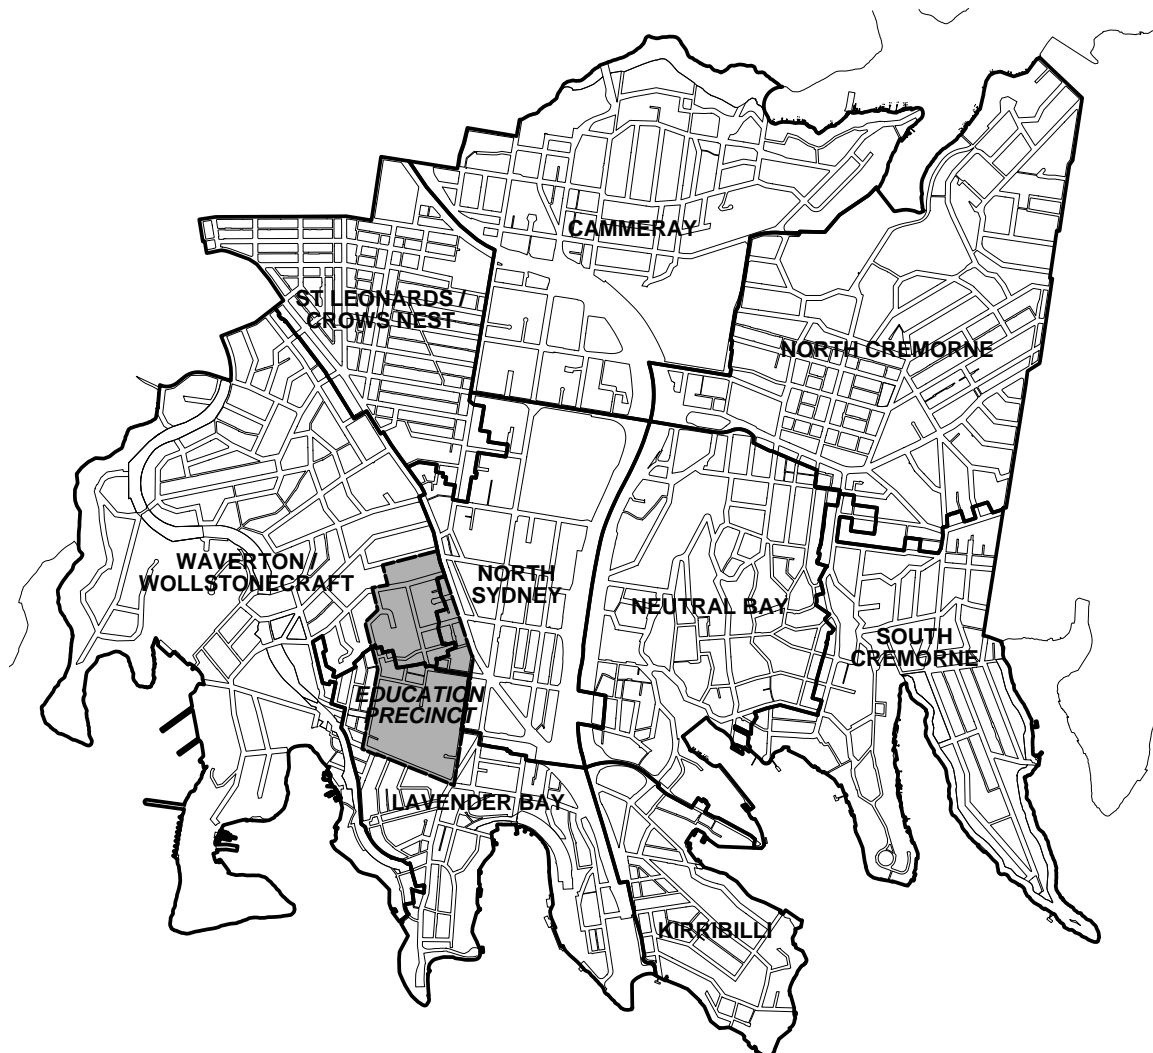 CAMMERAY
ST LEONARDS /
CROWS NEST
NORTH CREMORNE
WAVERTON /
WOLLSTONECRAFT
NORTH
SYDNEY
NEUTRAL BAY
SOUTH
CREMORNE
EDUCATION
PRECINCT
LAVENDER BAY
KIRRIBILLI